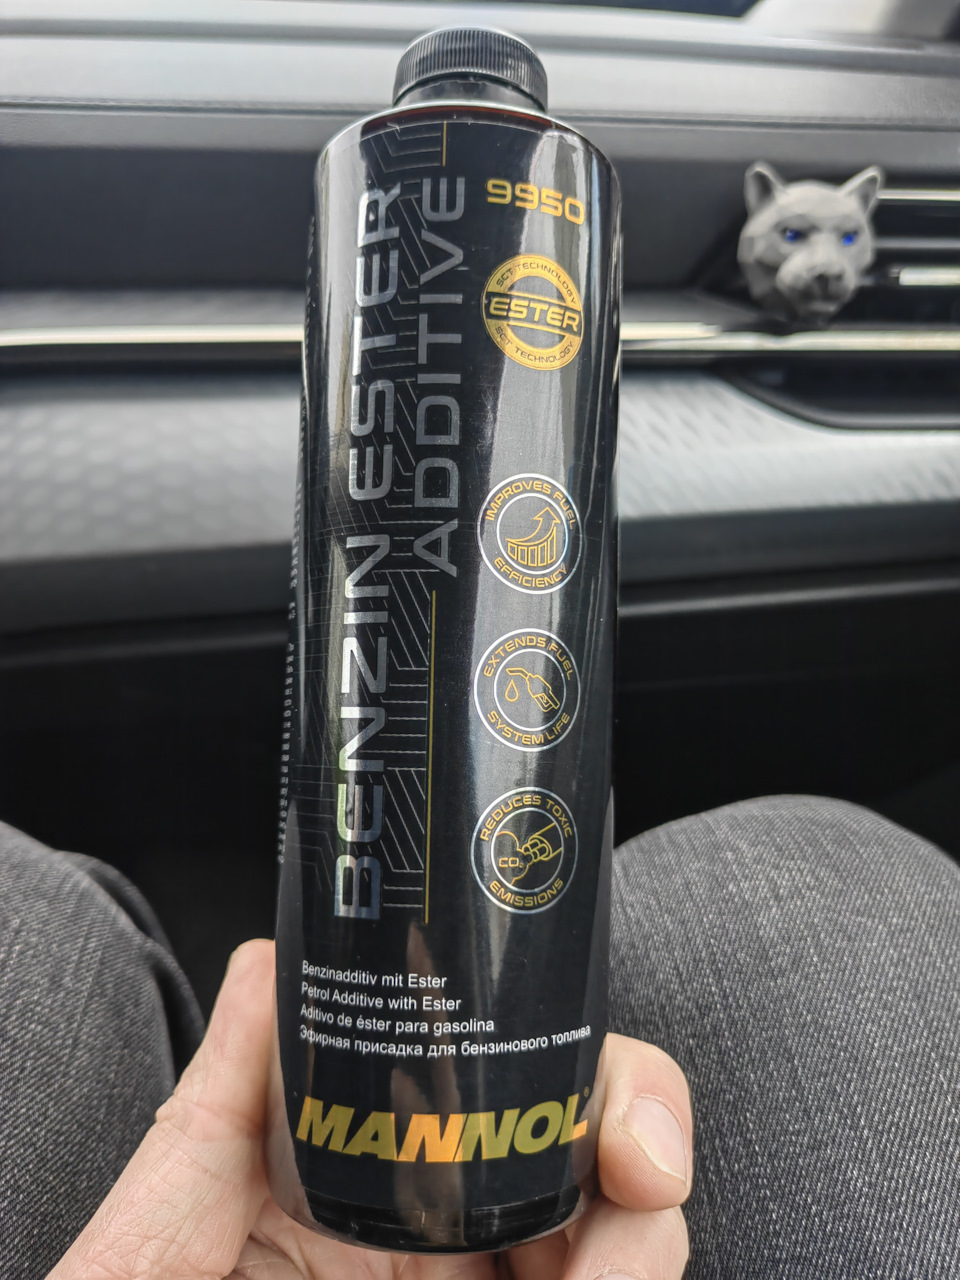 BENZIN ESTER
ADDITIVE
9950
SCT TECHNOLOGY
ESTER
SCT TECHNOLOGY
IMPROVES FUEL
EFFICIENCY
EXTENDS FUEL
SYSTEM LIFE
REDUCES TOXIC
CO₂
EMISSIONS
Benzinadditiv mit Ester
Petrol Additive with Ester
Aditivo de éster para gasolina
Эфирная присадка для бензинового топлива
MANNOL®